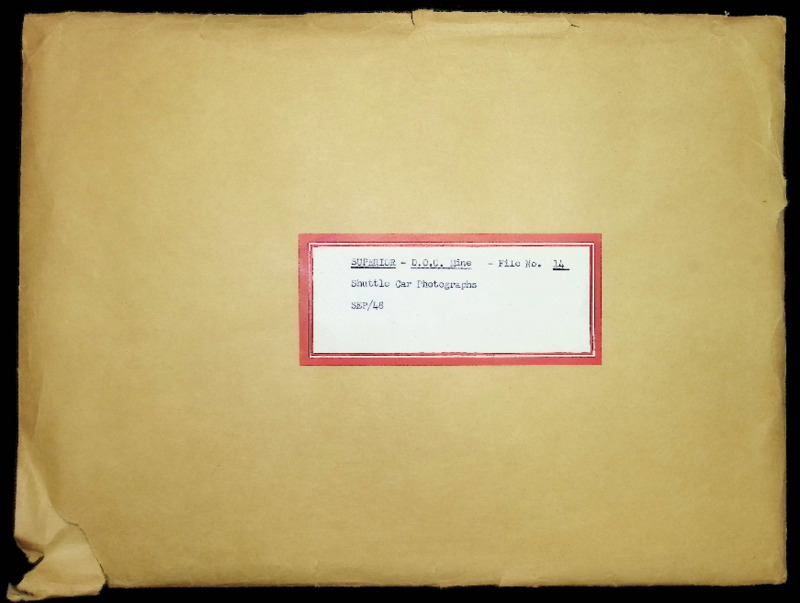 SUPERIOR - D.O.C. Mine - File No. 14
Shuttle Car Photographs
SEP/48